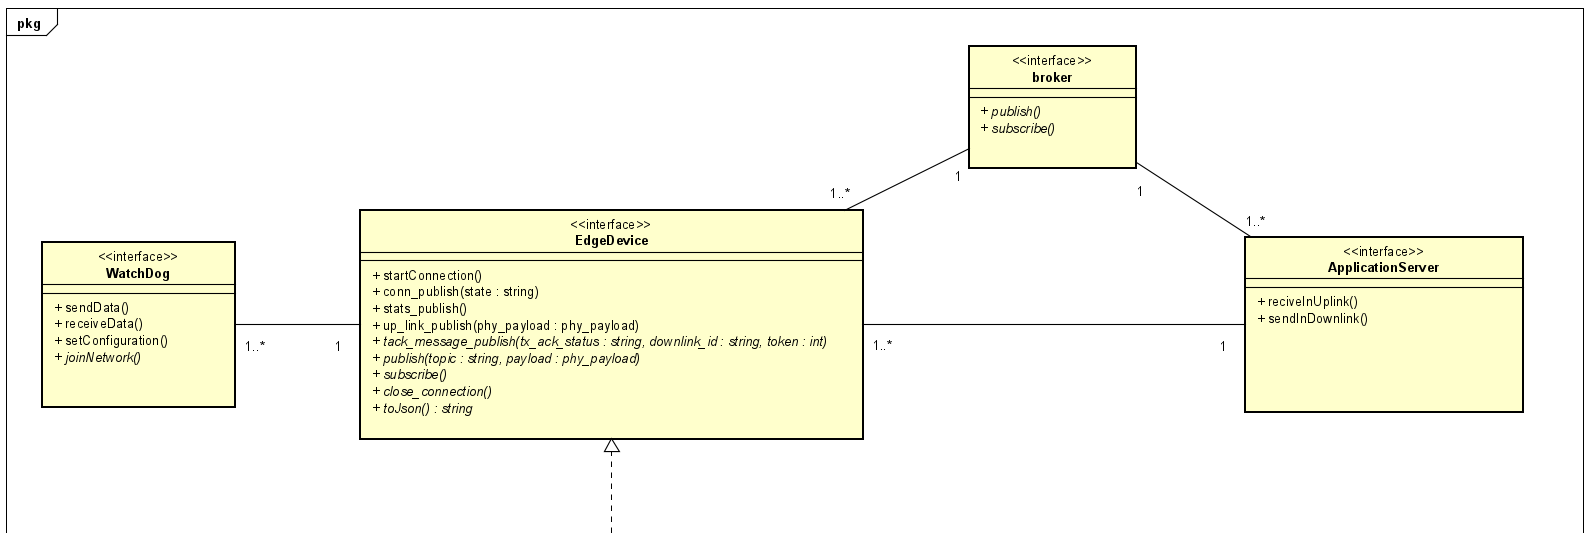 pkg
<<interface>>
broker
+ publish()
+ subscribe()
1
1
1..*
1..*
<<interface>>
EdgeDevice
+ startConnection()
+ conn_publish(state : string)
+ stats_publish()
+ up_link_publish(phy_payload : phy_payload)
+ tack_message_publish(tx_ack_status : string, downlink_id : string, token : int)
+ publish(topic : string, payload : phy_payload)
+ subscribe()
+ close_connection()
+ toJson() : string
<<interface>>
WatchDog
+ sendData()
+ receiveData()
+ setConfiguration()
+ joinNetwork()
1..*
1
<<interface>>
ApplicationServer
+ reciveInUplink()
+ sendInDownlink()
1..*
1